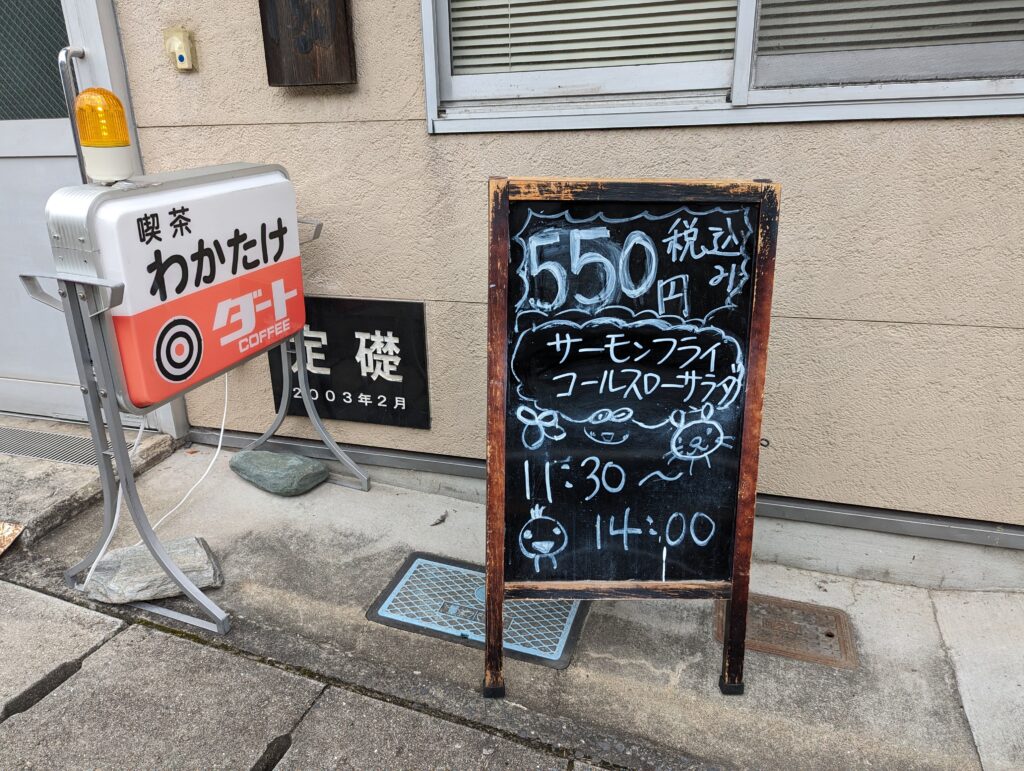 喫茶
わかたけ
ダート
COFFEE
定礎
2003年2月
550円
税込み
サーモンフライ
コールスローサラダ
11:30〜
14:00